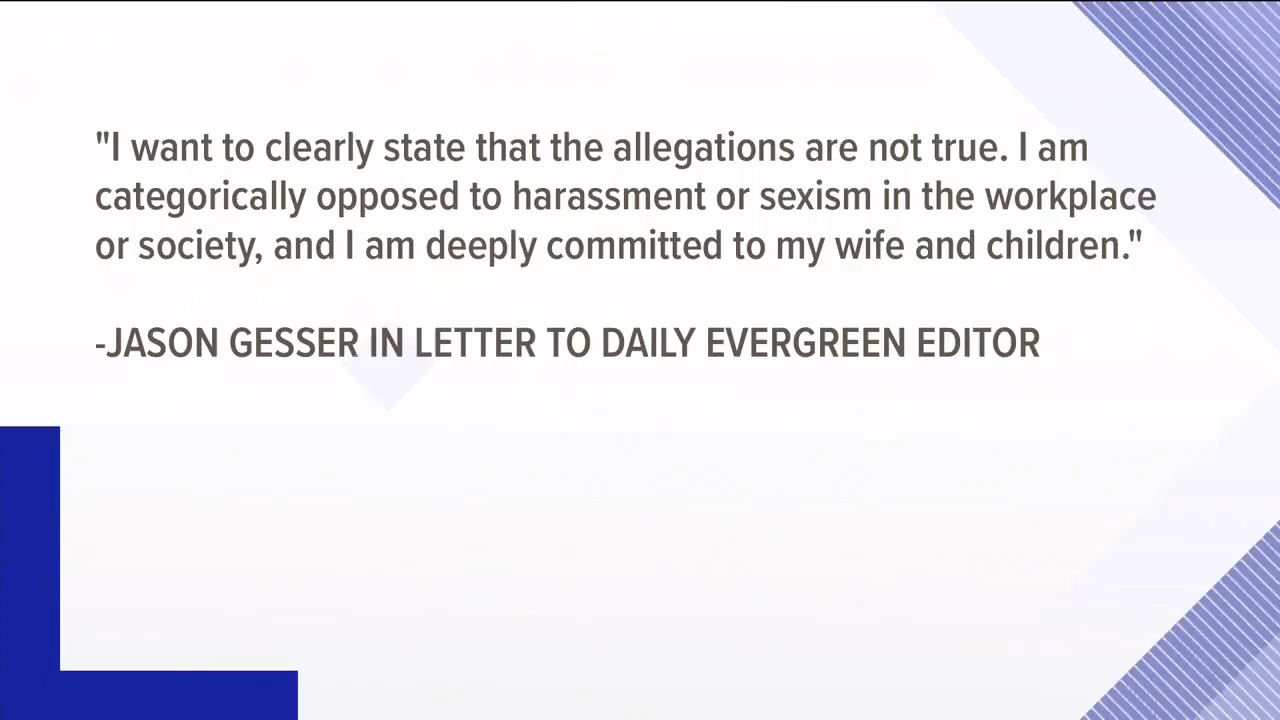 "I want to clearly state that the allegations are not true. I am
categorically opposed to harassment or sexism in the workplace
or society, and I am deeply committed to my wife and children."
-JASON GESSER IN LETTER TO DAILY EVERGREEN EDITOR